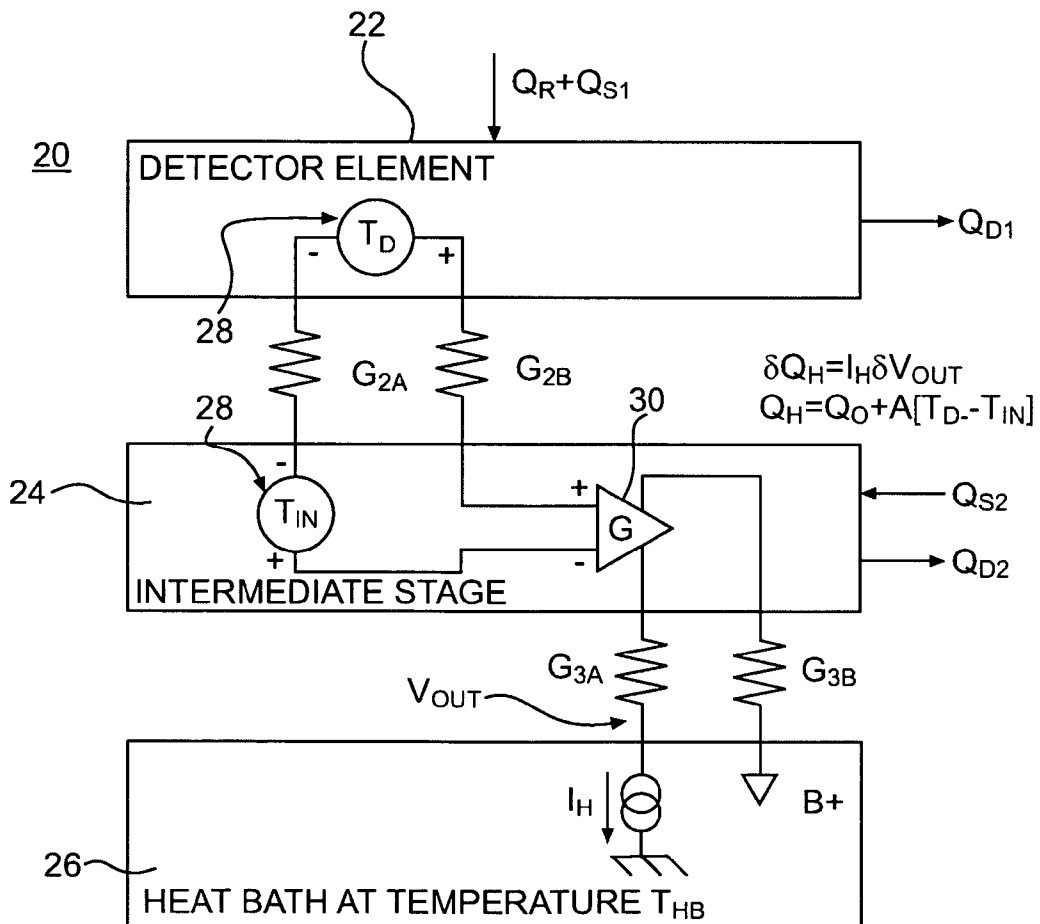 22
Q_R+Q_S1
20
DETECTOR ELEMENT
T_D
28
- +
Q_D1
28
G_2A
G_2B
δQ_H=I_HδV_OUT
Q_H=Q_O+A[T_D--T_IN]
30
28
24
-
T_IN
+
+
G
-
Q_S2
Q_D2
INTERMEDIATE STAGE
G_3A
G_3B
V_OUT
I_H
B+
26
HEAT BATH AT TEMPERATURE T_HB